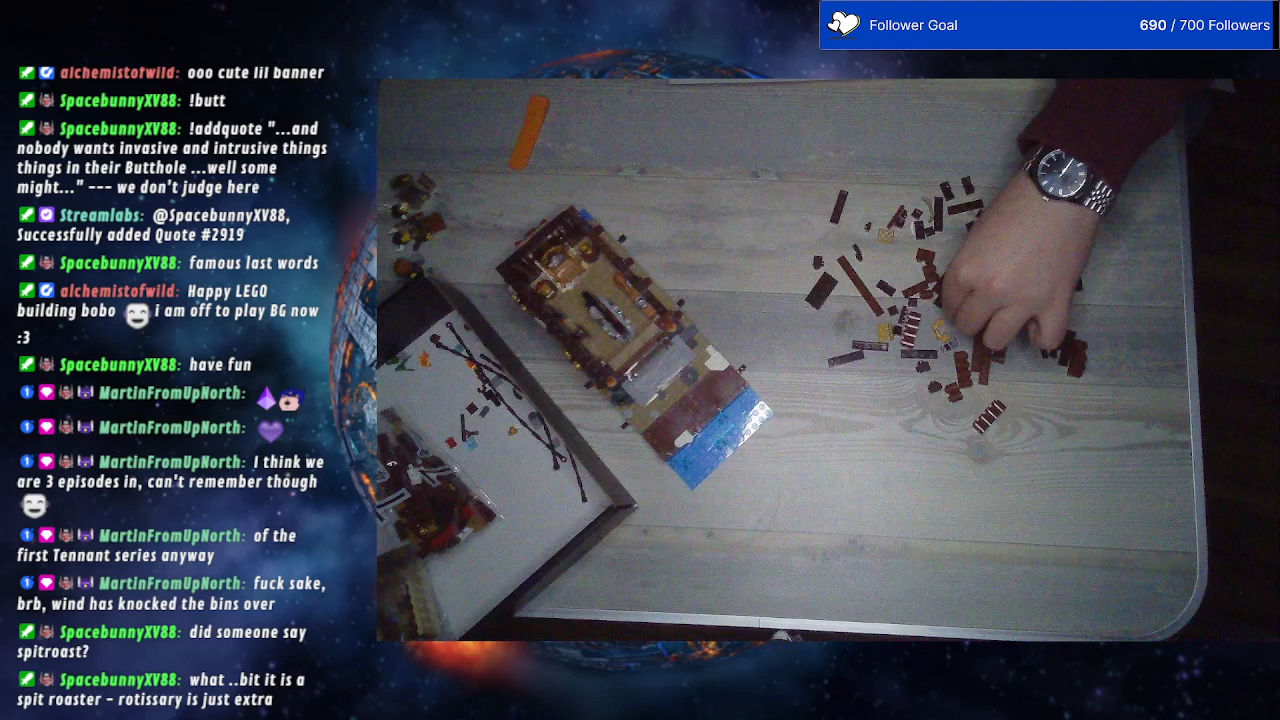 Follower Goal 690 / 700 Followers
alchemistofwild: ooo cute lil banner
SpacebunnyXV88: !butt
SpacebunnyXV88: !addquote "...and
nobody wants invasive and intrusive things
things in their Butthole ...well some
might..." --- we don't judge here
Streamlabs: @SpacebunnyXV88,
Successfully added Quote #2919
SpacebunnyXV88: famous last words
alchemistofwild: Happy LEGO
building bobo i am off to play BG now
:3
SpacebunnyXV88: have fun
MartinFromUpNorth:
MartinFromUpNorth:
MartinFromUpNorth: I think we
are 3 episodes in, can't remember though
MartinFromUpNorth: of the
first Tennant series anyway
MartinFromUpNorth: fuck sake,
brb, wind has knocked the bins over
SpacebunnyXV88: did someone say
spitroast?
SpacebunnyXV88: what ..bit it is a
spit roaster - rotissary is just extra